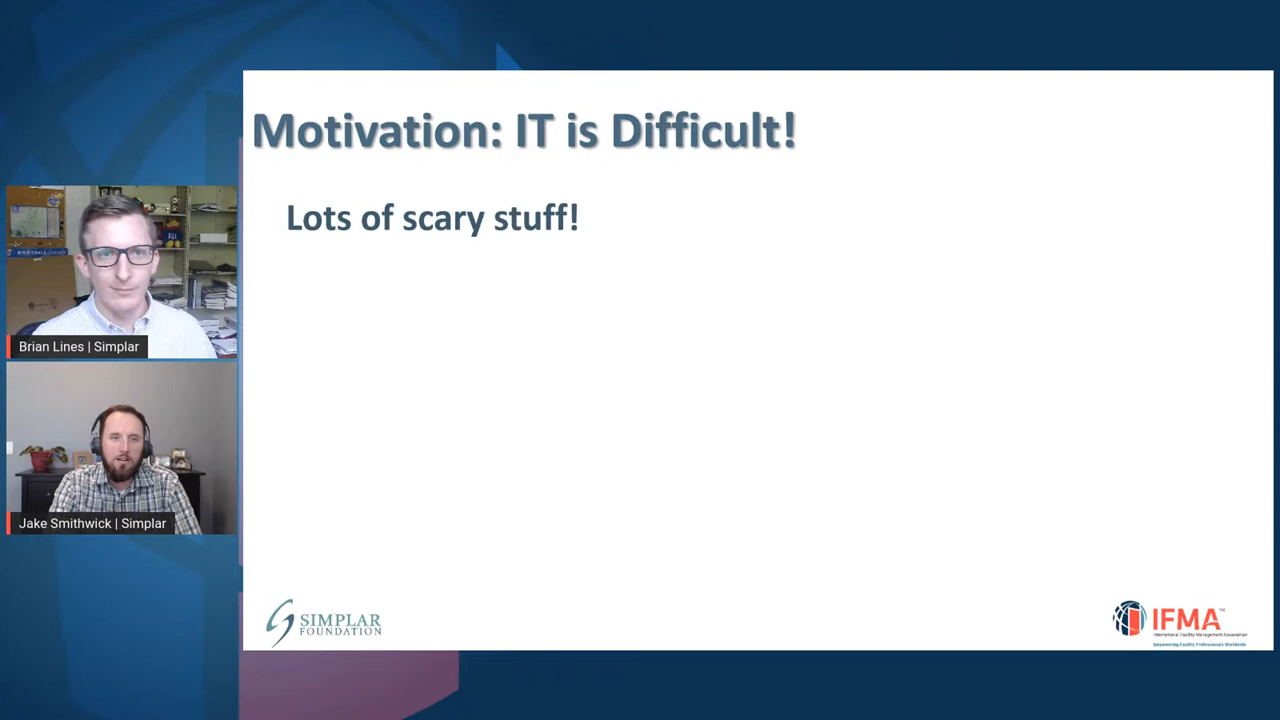 Motivation: IT is Difficult!
Lots of scary stuff!
Brian Lines | Simplar
Jake Smithwick | Simplar
SIMPLAR
FOUNDATION
IFMA™
International Facility Management Association
Empowering Facility Professionals Worldwide